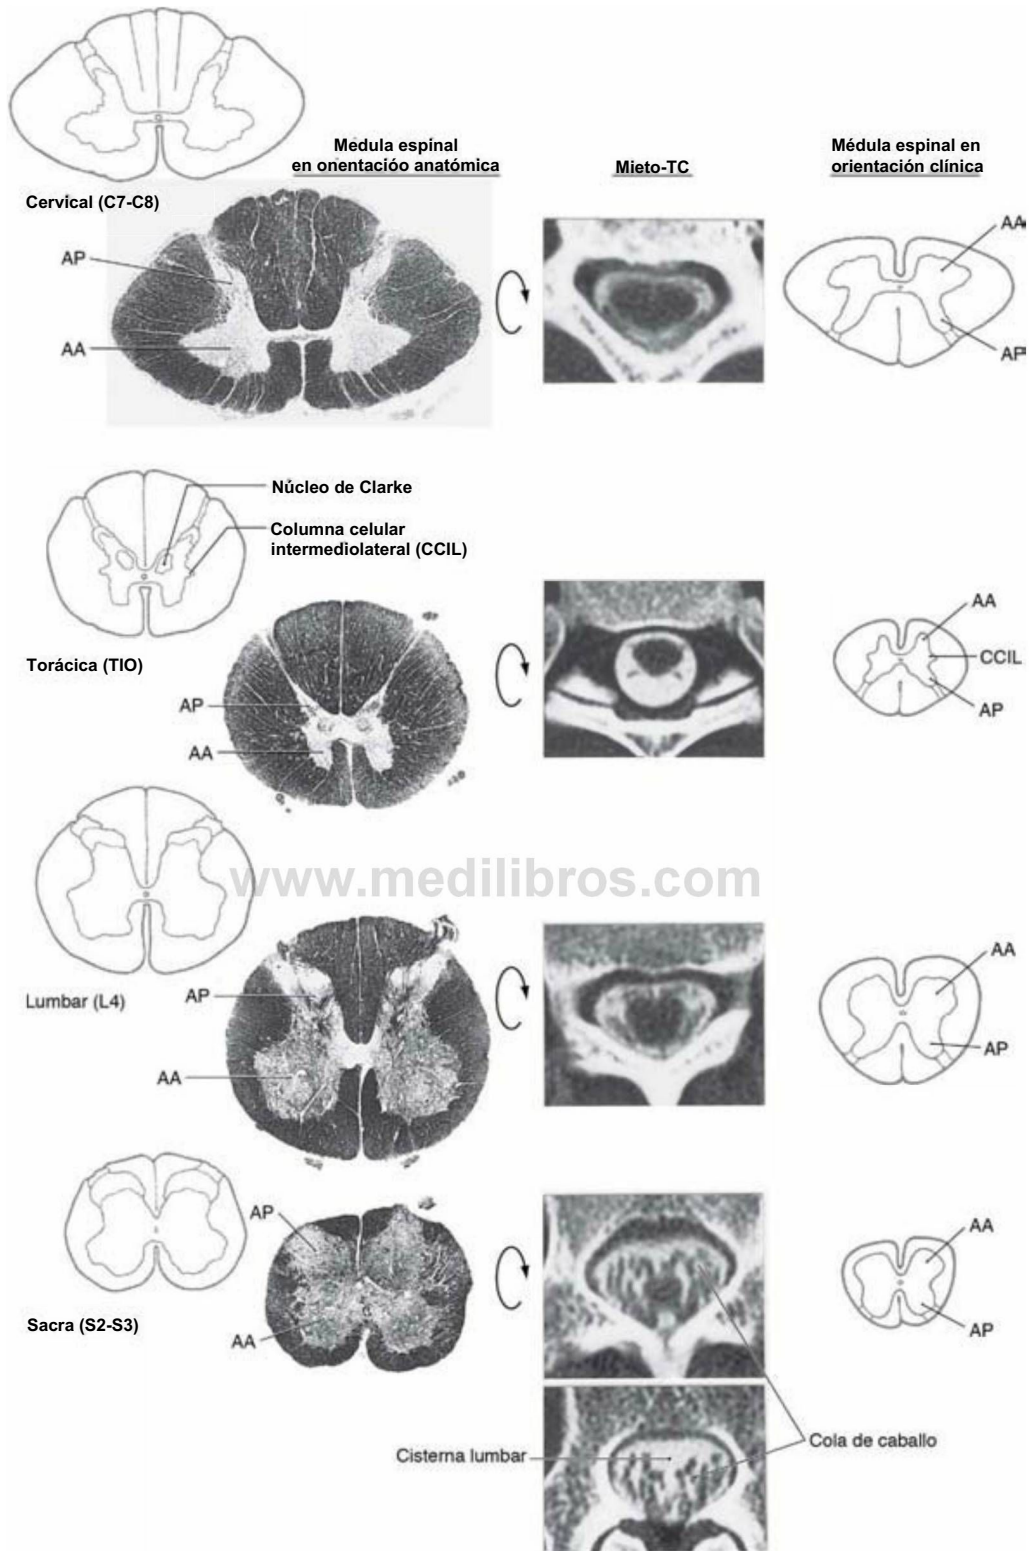 Médula espinal
en oríentacióo anatómica
Mieto-TC
Médula espinal en
orientación clínica
Cervical (C7-C8)
AP
AA
AA
AP
Núcleo de Clarke
Columna celular
intermediolateral (CCIL)
Torácica (TIO)
AP
AA
AA
CCIL
AP
www.medilibros.com
Lumbar (L4)
AP
AA
AA
AP
AP
Sacra (S2-S3)
AA
AA
AP
Cisterna lumbar
Cola de caballo